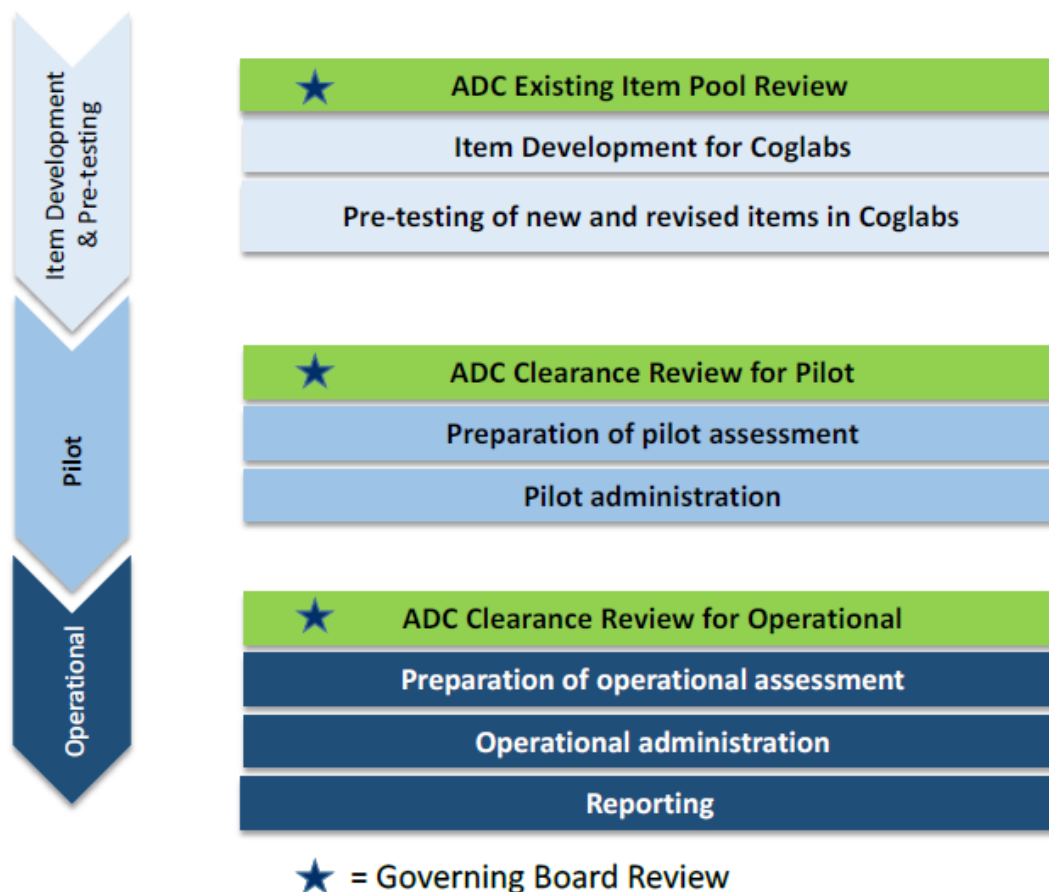 Item Development
& Pre-testing
ADC Existing Item Pool Review
Item Development for Coglabs
Pre-testing of new and revised items in Coglabs
Pilot
ADC Clearance Review for Pilot
Preparation of pilot assessment
Pilot administration
Operational
ADC Clearance Review for Operational
Preparation of operational assessment
Operational administration
Reporting
= Governing Board Review